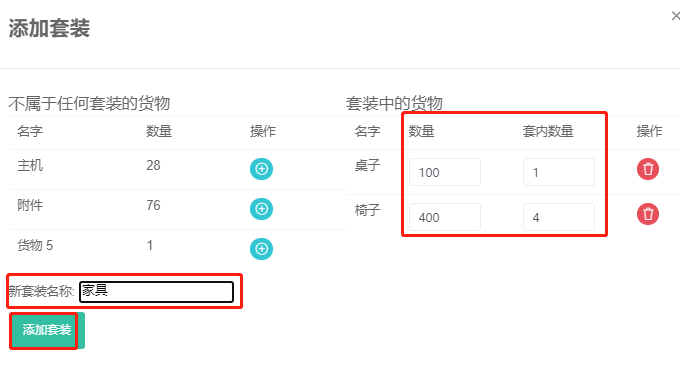 添加套装
不属于任何套装的货物
名字 数量 操作
主机 28
附件 76
货物 5 1
套装中的货物
名字 数量 套内数量 操作
桌子 100 1
椅子 400 4
新套装名称: 家具
添加套装